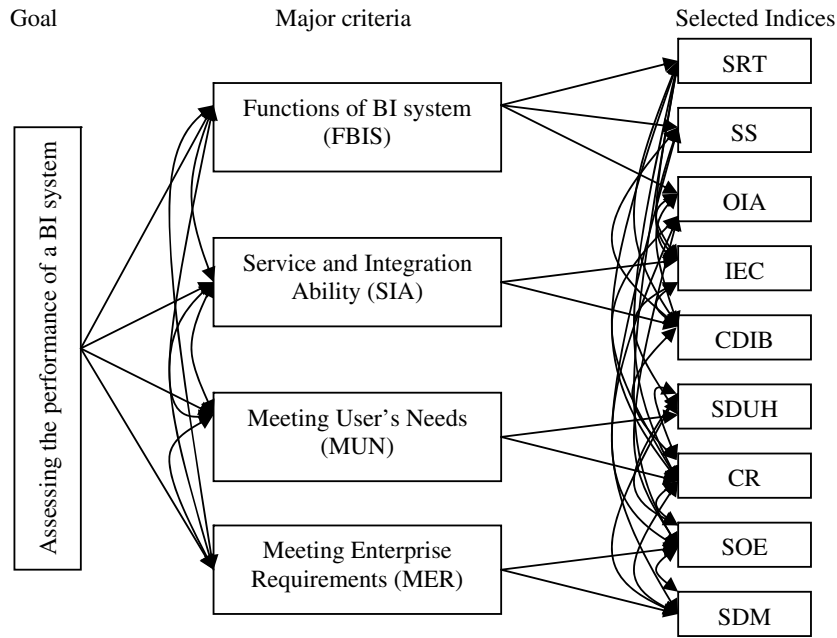 Goal
Major criteria
Selected Indices
Assessing the performance of a BI system
Functions of BI system
(FBIS)
Service and Integration
Ability (SIA)
Meeting User's Needs
(MUN)
Meeting Enterprise
Requirements (MER)
SRT
SS
OIA
IEC
CDIB
SDUH
CR
SOE
SDM